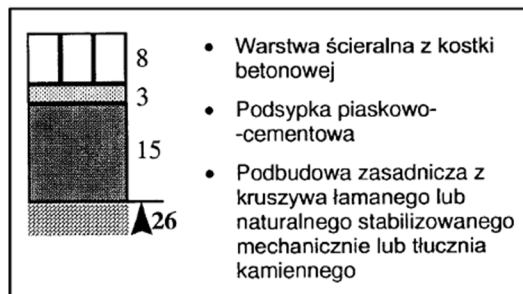 8
3
15
26
• Warstwa ścieralna z kostki
betonowej
• Podsypka piaskowo-
-cementowa
• Podbudowa zasadnicza z
kruszywa łamanego lub
naturalnego stabilizowanego
mechanicznie lub tłucznia
kamiennego